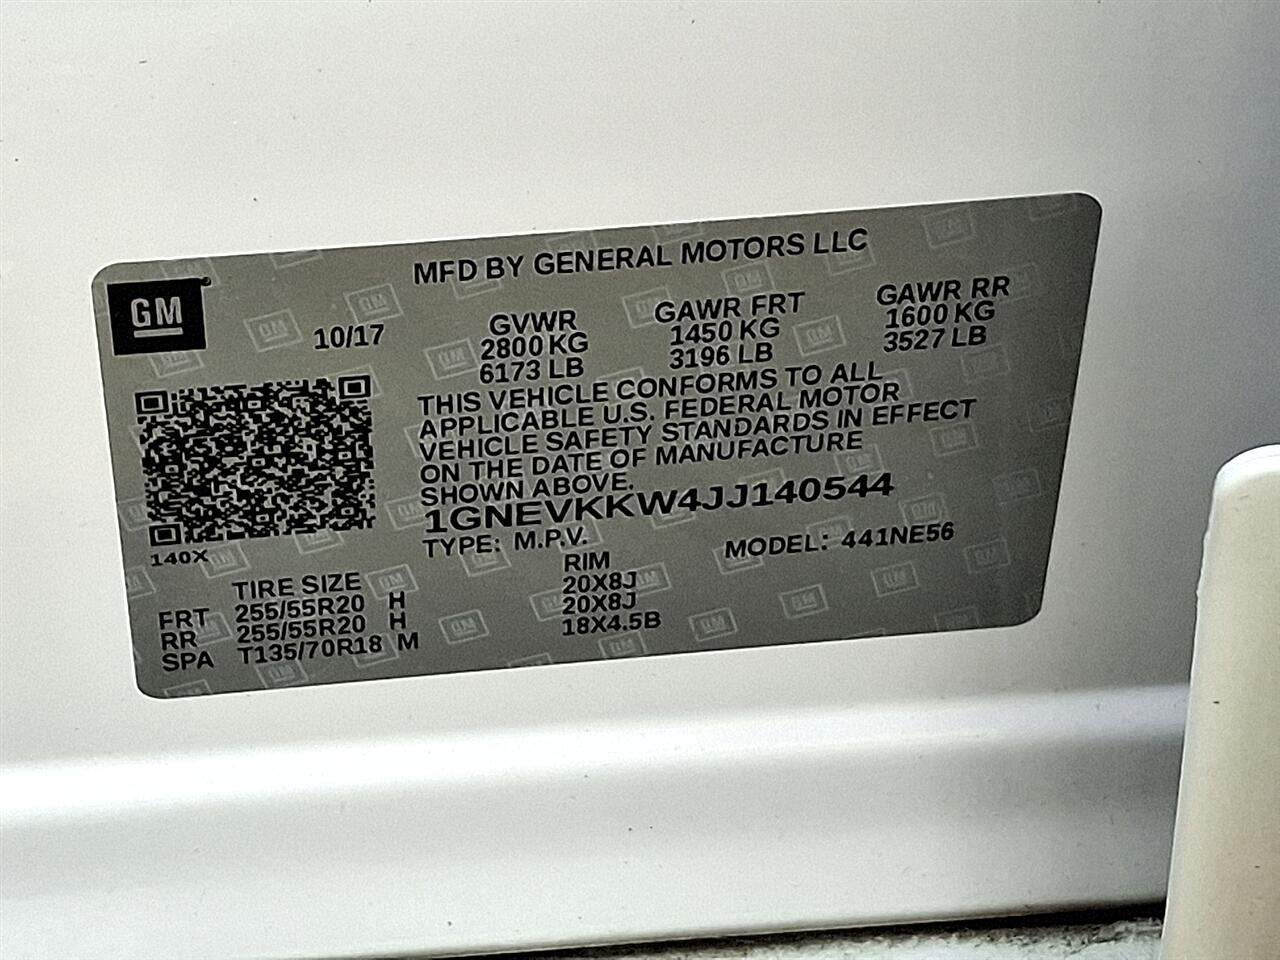 MFD BY GENERAL MOTORS LLC
GM
10/17
GVWR GAWR FRT GAWR RR
2800 KG 1450 KG 1600 KG
6173 LB 3196 LB 3527 LB
THIS VEHICLE CONFORMS TO ALL
APPLICABLE U.S. FEDERAL MOTOR
VEHICLE SAFETY STANDARDS IN EFFECT
ON THE DATE OF MANUFACTURE
SHOWN ABOVE.
1GNEVKKW4JJ140544
140X
TYPE: M.P.V. MODEL: 441NE56
TIRE SIZE RIM
FRT 255/55R20 H 20X8J
RR 255/55R20 H 20X8J
SPA T135/70R18 M 18X4.5B